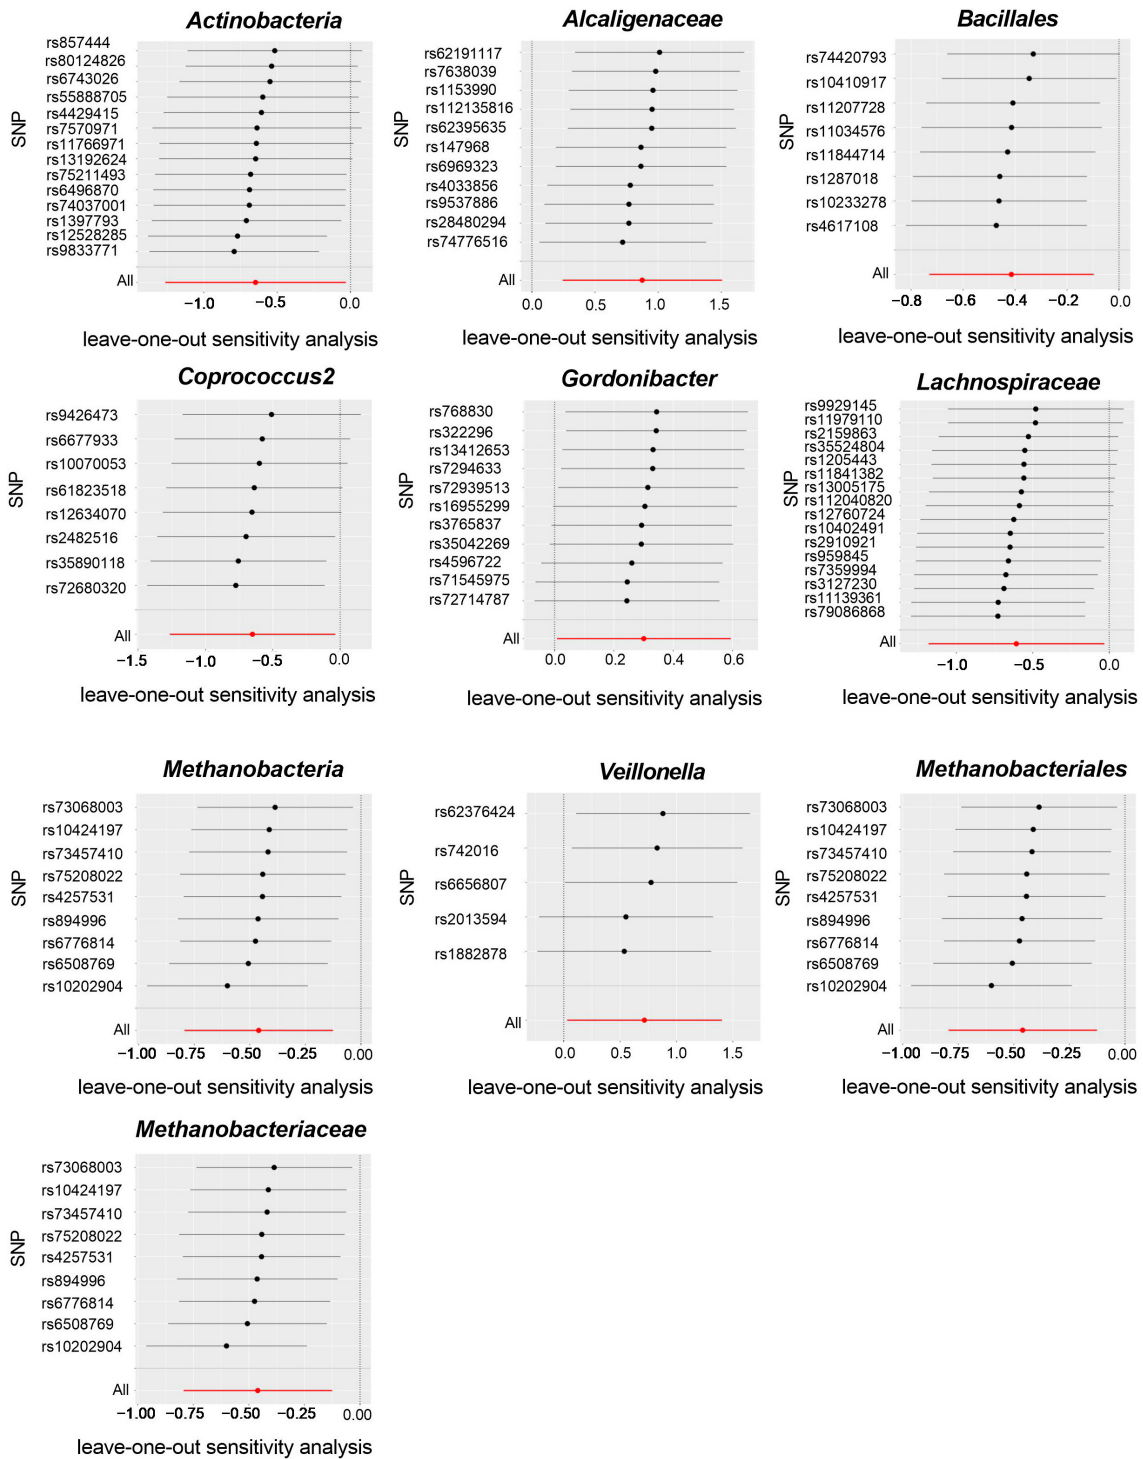 Actinobacteria
SNP
rs857444
rs80124826
rs6743026
rs55888705
rs4429415
rs7570971
rs11766971
rs13192624
rs75211493
rs6496870
rs74037001
rs1397793
rs12528285
rs9833771
All
−1.0 −0.5 0.0
leave-one-out sensitivity analysis
Alcaligenaceae
SNP
rs62191117
rs7638039
rs1153990
rs112135816
rs62395635
rs147968
rs6969323
rs4033856
rs9537886
rs28480294
rs74776516
All
0.0 0.5 1.0 1.5
leave-one-out sensitivity analysis
Bacillales
SNP
rs74420793
rs10410917
rs11207728
rs11034576
rs11844714
rs1287018
rs10233278
rs4617108
All
−0.8 −0.6 −0.4 −0.2 0.0
leave-one-out sensitivity analysis
Coprococcus2
SNP
rs9426473
rs6677933
rs10070053
rs61823518
rs12634070
rs2482516
rs35890118
rs72680320
All
−1.5 −1.0 −0.5 0.0
leave-one-out sensitivity analysis
Gordonibacter
SNP
rs768830
rs322296
rs13412653
rs7294633
rs72939513
rs16955299
rs3765837
rs35042269
rs4596722
rs71545975
rs72714787
All
0.0 0.2 0.4 0.6
leave-one-out sensitivity analysis
Lachnospiraceae
SNP
rs9929145
rs11979110
rs2159863
rs35524804
rs1205443
rs11841382
rs13005175
rs112040820
rs12760724
rs10402491
rs2910921
rs959845
rs7359994
rs3127230
rs11139361
rs79086868
All
−1.0 −0.5 0.0
leave-one-out sensitivity analysis
Methanobacteria
SNP
rs73068003
rs10424197
rs73457410
rs75208022
rs4257531
rs894996
rs6776814
rs6508769
rs10202904
All
−1.00 −0.75 −0.50 −0.25 0.00
leave-one-out sensitivity analysis
Veillonella
SNP
rs62376424
rs742016
rs6656807
rs2013594
rs1882878
All
0.0 0.5 1.0 1.5
leave-one-out sensitivity analysis
Methanobacteriales
SNP
rs73068003
rs10424197
rs73457410
rs75208022
rs4257531
rs894996
rs6776814
rs6508769
rs10202904
All
−1.00 −0.75 −0.50 −0.25 0.00
leave-one-out sensitivity analysis
Methanobacteriaceae
SNP
rs73068003
rs10424197
rs73457410
rs75208022
rs4257531
rs894996
rs6776814
rs6508769
rs10202904
All
−1.00 −0.75 −0.50 −0.25 0.00
leave-one-out sensitivity analysis